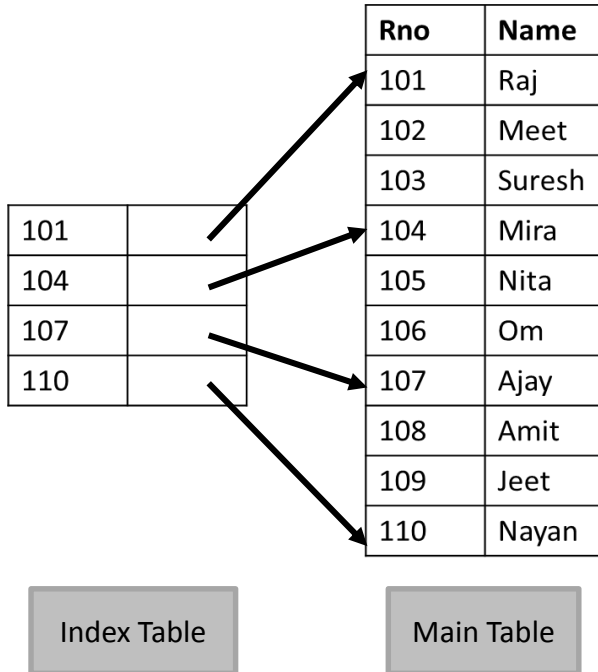 101
104
107
110
Rno Name
101 Raj
102 Meet
103 Suresh
104 Mira
105 Nita
106 Om
107 Ajay
108 Amit
109 Jeet
110 Nayan
Index Table
Main Table